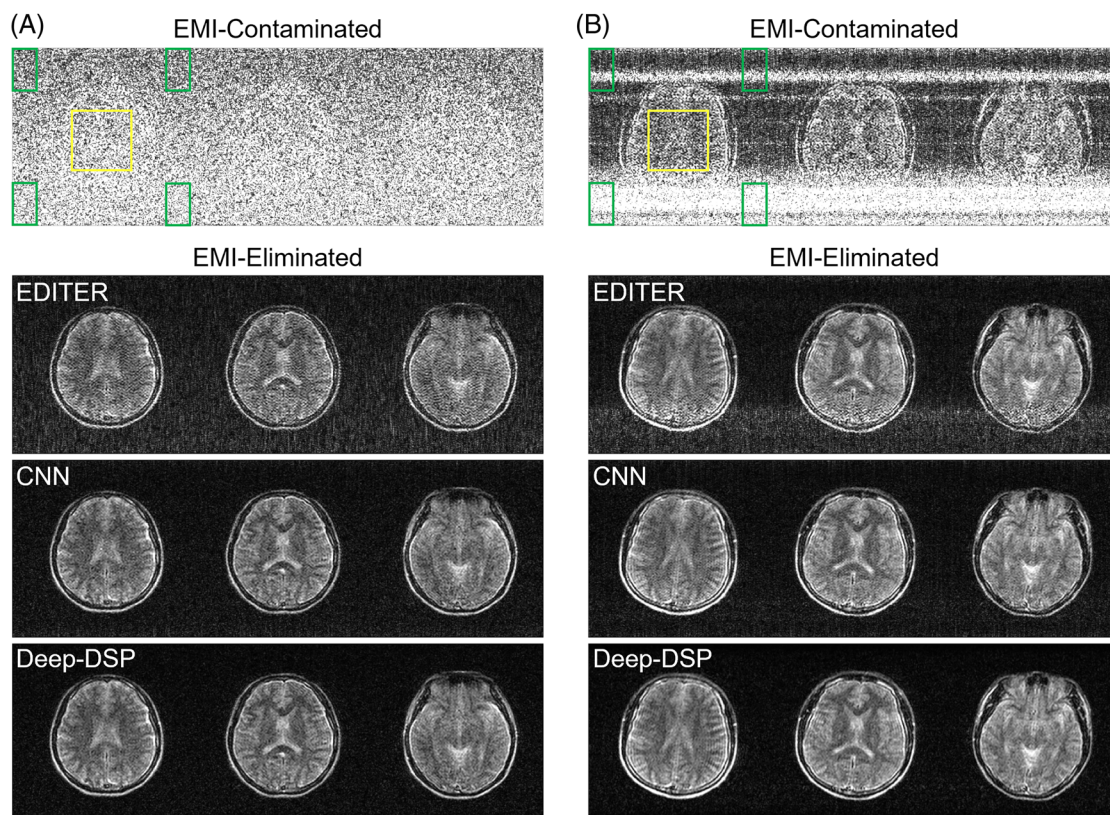 (A)
EMI-Contaminated
EMI-Eliminated
EDITER
CNN
Deep-DSP
(B)
EMI-Contaminated
EMI-Eliminated
EDITER
CNN
Deep-DSP